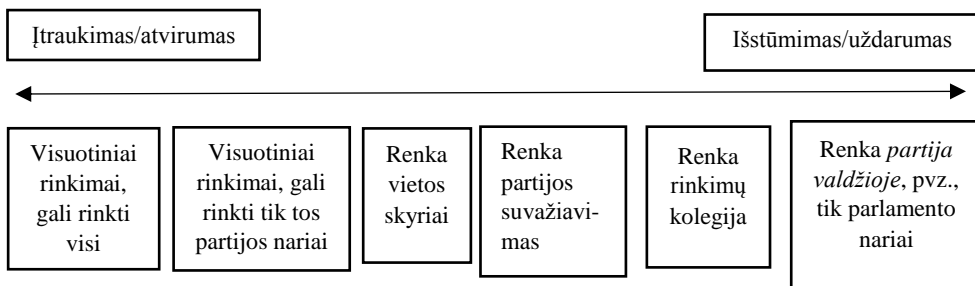 Įtraukimas/atvirumas
Išstūmimas/uždarumas
Visuotiniai
rinkimai,
gali rinkti
visi
Visuotiniai
rinkimai, gali
rinkti tik tos
partijos nariai
Renka
vietos
skyriai
Renka
partijos
suvažiavi-
mas
Renka
rinkimų
kolegija
Renka partija
valdžioje, pvz.,
tik parlamento
nariai